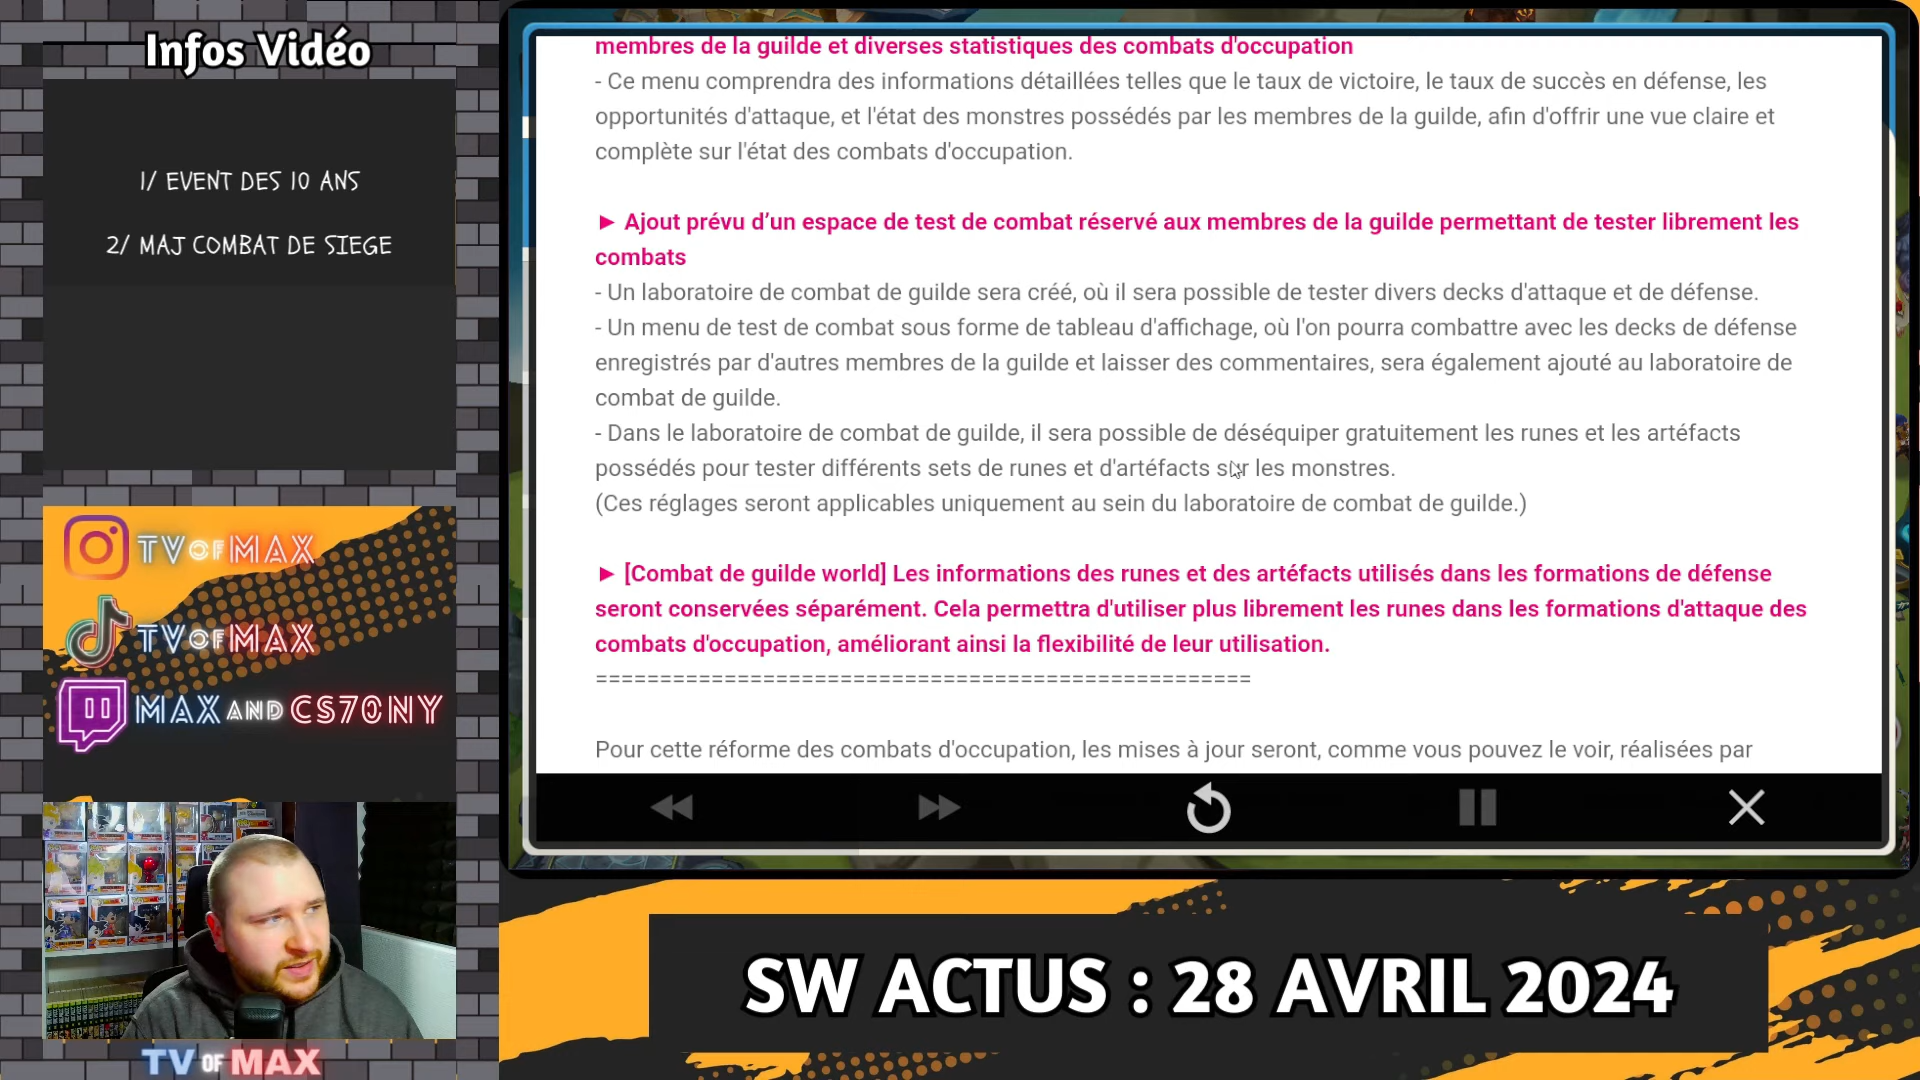 Infos Vidéo
1/ EVENT DES 10 ANS
2/ MAJ COMBAT DE SIEGE
TV OF MAX
TV OF MAX
MAX AND CS70NY
TV OF MAX
membres de la guilde et diverses statistiques des combats d'occupation
- Ce menu comprendra des informations détaillées telles que le taux de victoire, le taux de succès en défense, les
opportunités d'attaque, et l'état des monstres possédés par les membres de la guilde, afin d'offrir une vue claire et
complète sur l'état des combats d'occupation.
► Ajout prévu d’un espace de test de combat réservé aux membres de la guilde permettant de tester librement les
combats
- Un laboratoire de combat de guilde sera créé, où il sera possible de tester divers decks d'attaque et de défense.
- Un menu de test de combat sous forme de tableau d'affichage, où l'on pourra combattre avec les decks de défense
enregistrés par d'autres membres de la guilde et laisser des commentaires, sera également ajouté au laboratoire de
combat de guilde.
- Dans le laboratoire de combat de guilde, il sera possible de déséquiper gratuitement les runes et les artéfacts
possédés pour tester différents sets de runes et d'artéfacts sur les monstres.
(Ces réglages seront applicables uniquement au sein du laboratoire de combat de guilde.)
► [Combat de guilde world] Les informations des runes et des artéfacts utilisés dans les formations de défense
seront conservées séparément. Cela permettra d'utiliser plus librement les runes dans les formations d'attaque des
combats d'occupation, améliorant ainsi la flexibilité de leur utilisation.
===================================================
Pour cette réforme des combats d'occupation, les mises à jour seront, comme vous pouvez le voir, réalisées par
SW ACTUS : 28 AVRIL 2024